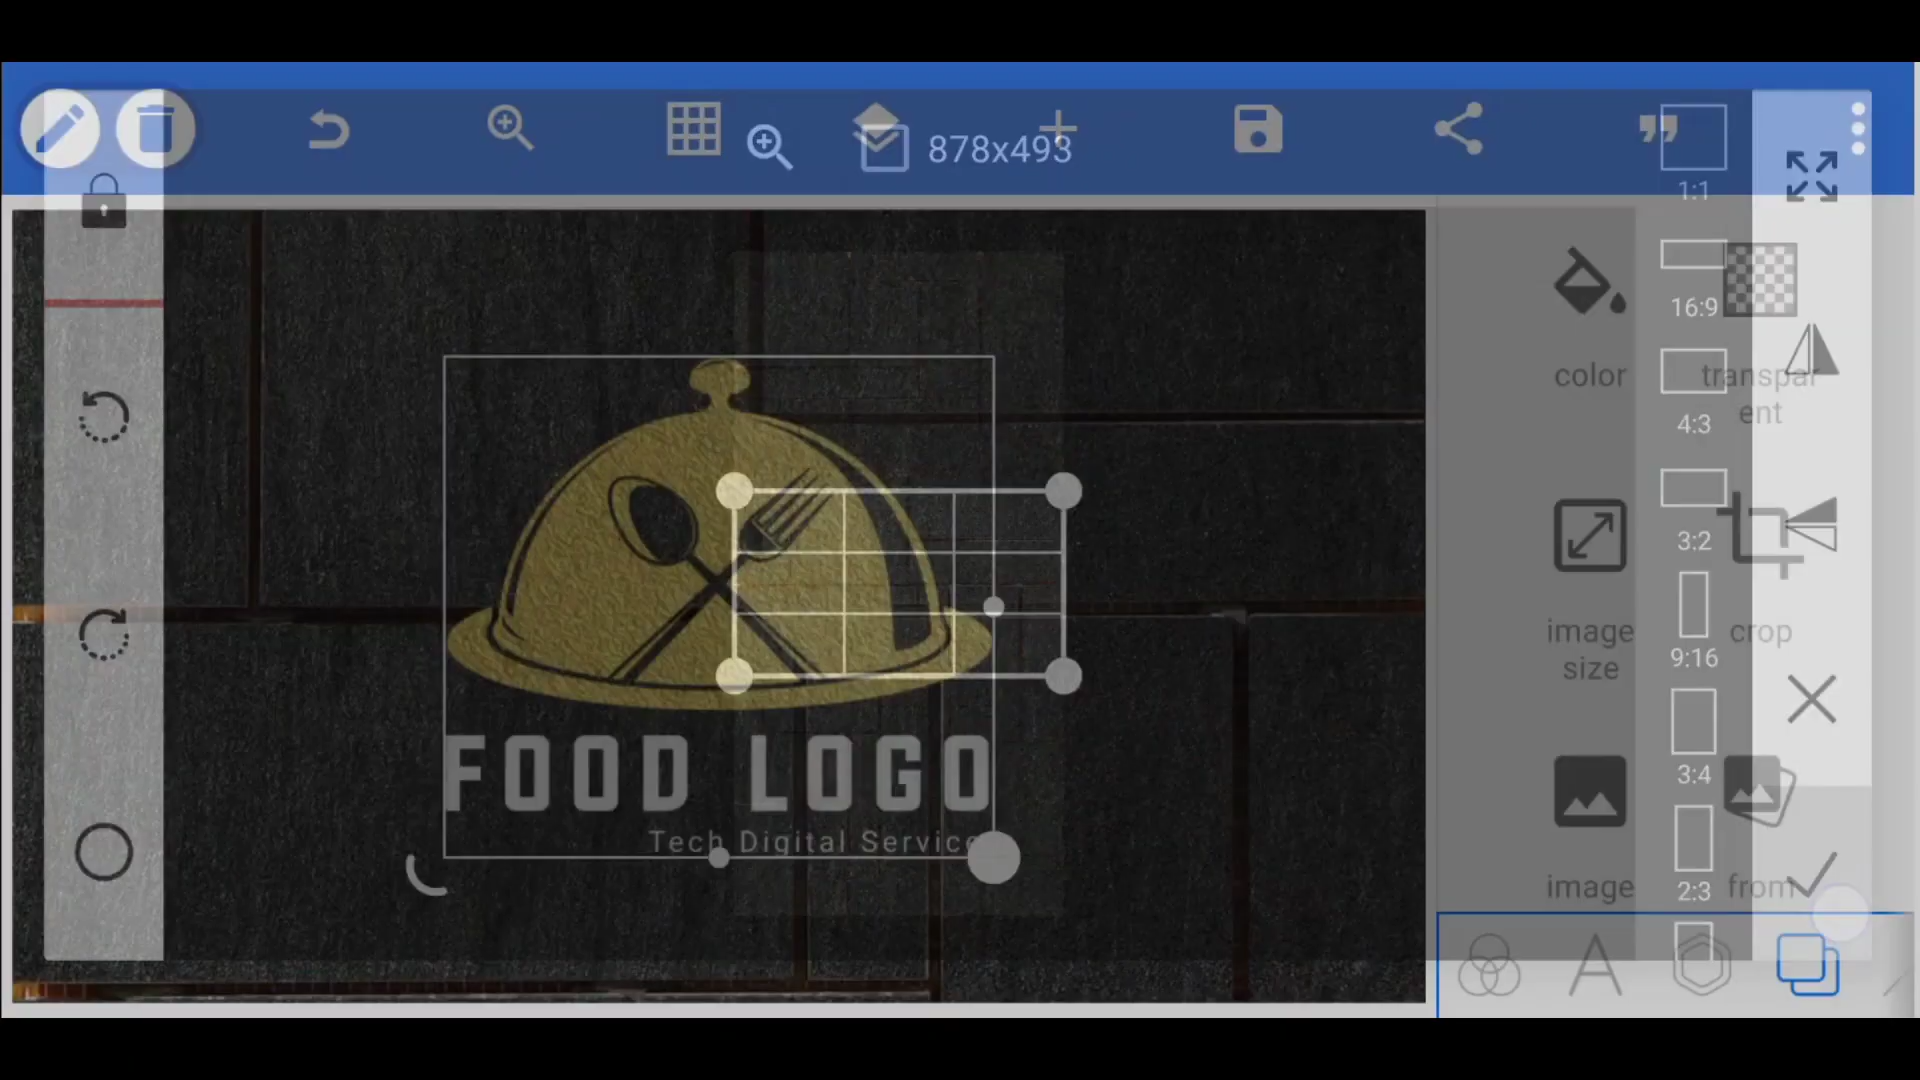 878x493
1:1
16:9
color
transpar
ent
4:3
3:2
image
size
crop
9:16
3:4
image
from
2:3
FOOD LOGO
Tech Digital Service